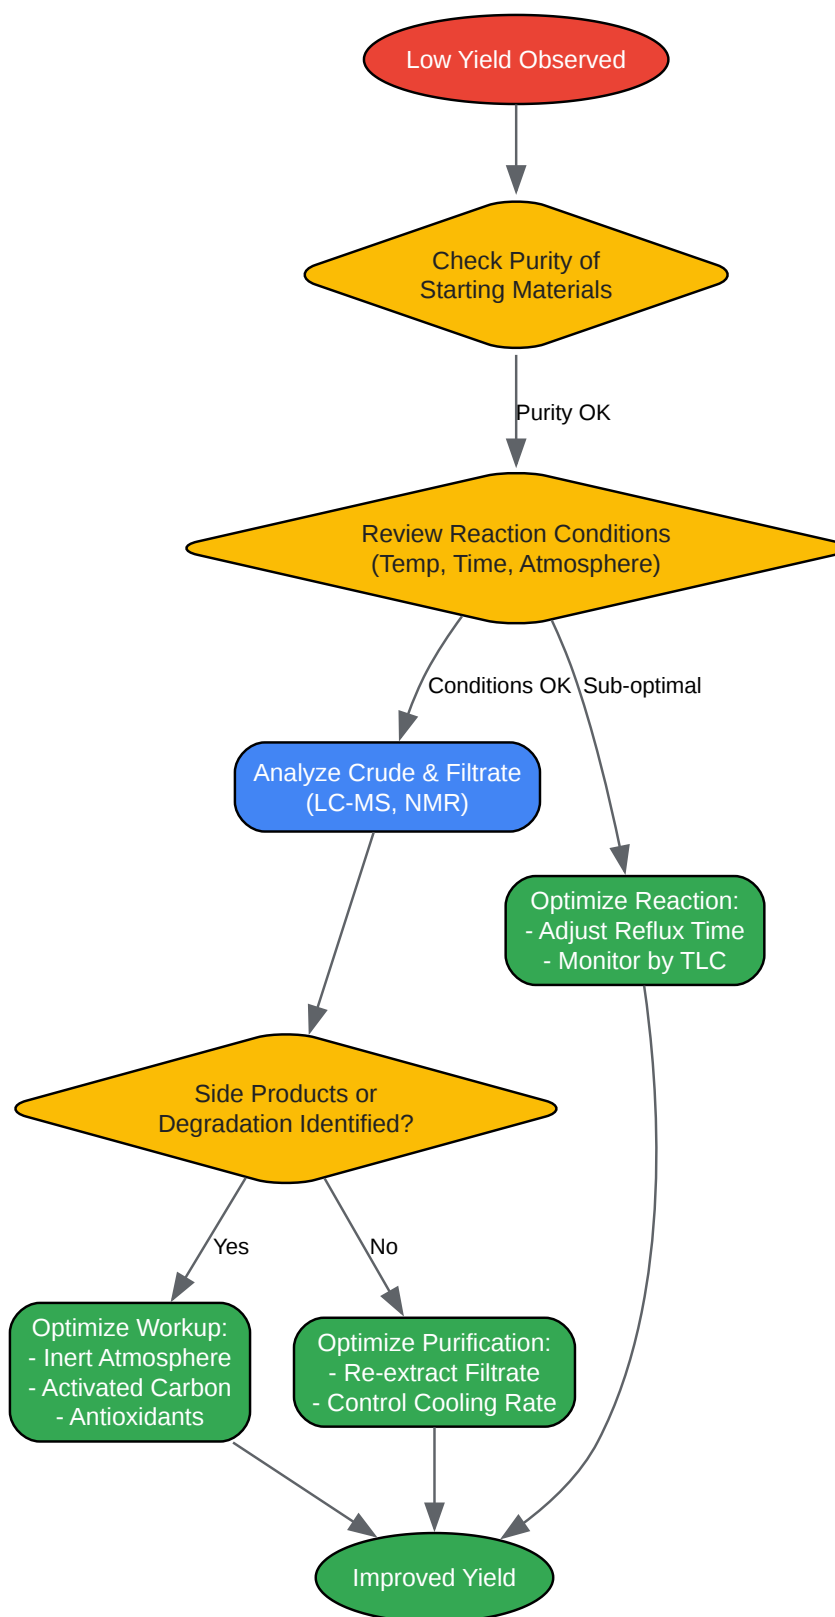 Low Yield Observed
Check Purity of
Starting Materials
Purity OK
Review Reaction Conditions
(Temp, Time, Atmosphere)
Conditions OK
Sub-optimal
Analyze Crude & Filtrate
(LC-MS, NMR)
Optimize Reaction:
- Adjust Reflux Time
- Monitor by TLC
Side Products or
Degradation Identified?
Yes
No
Optimize Workup:
- Inert Atmosphere
- Activated Carbon
- Antioxidants
Optimize Purification:
- Re-extract Filtrate
- Control Cooling Rate
Improved Yield